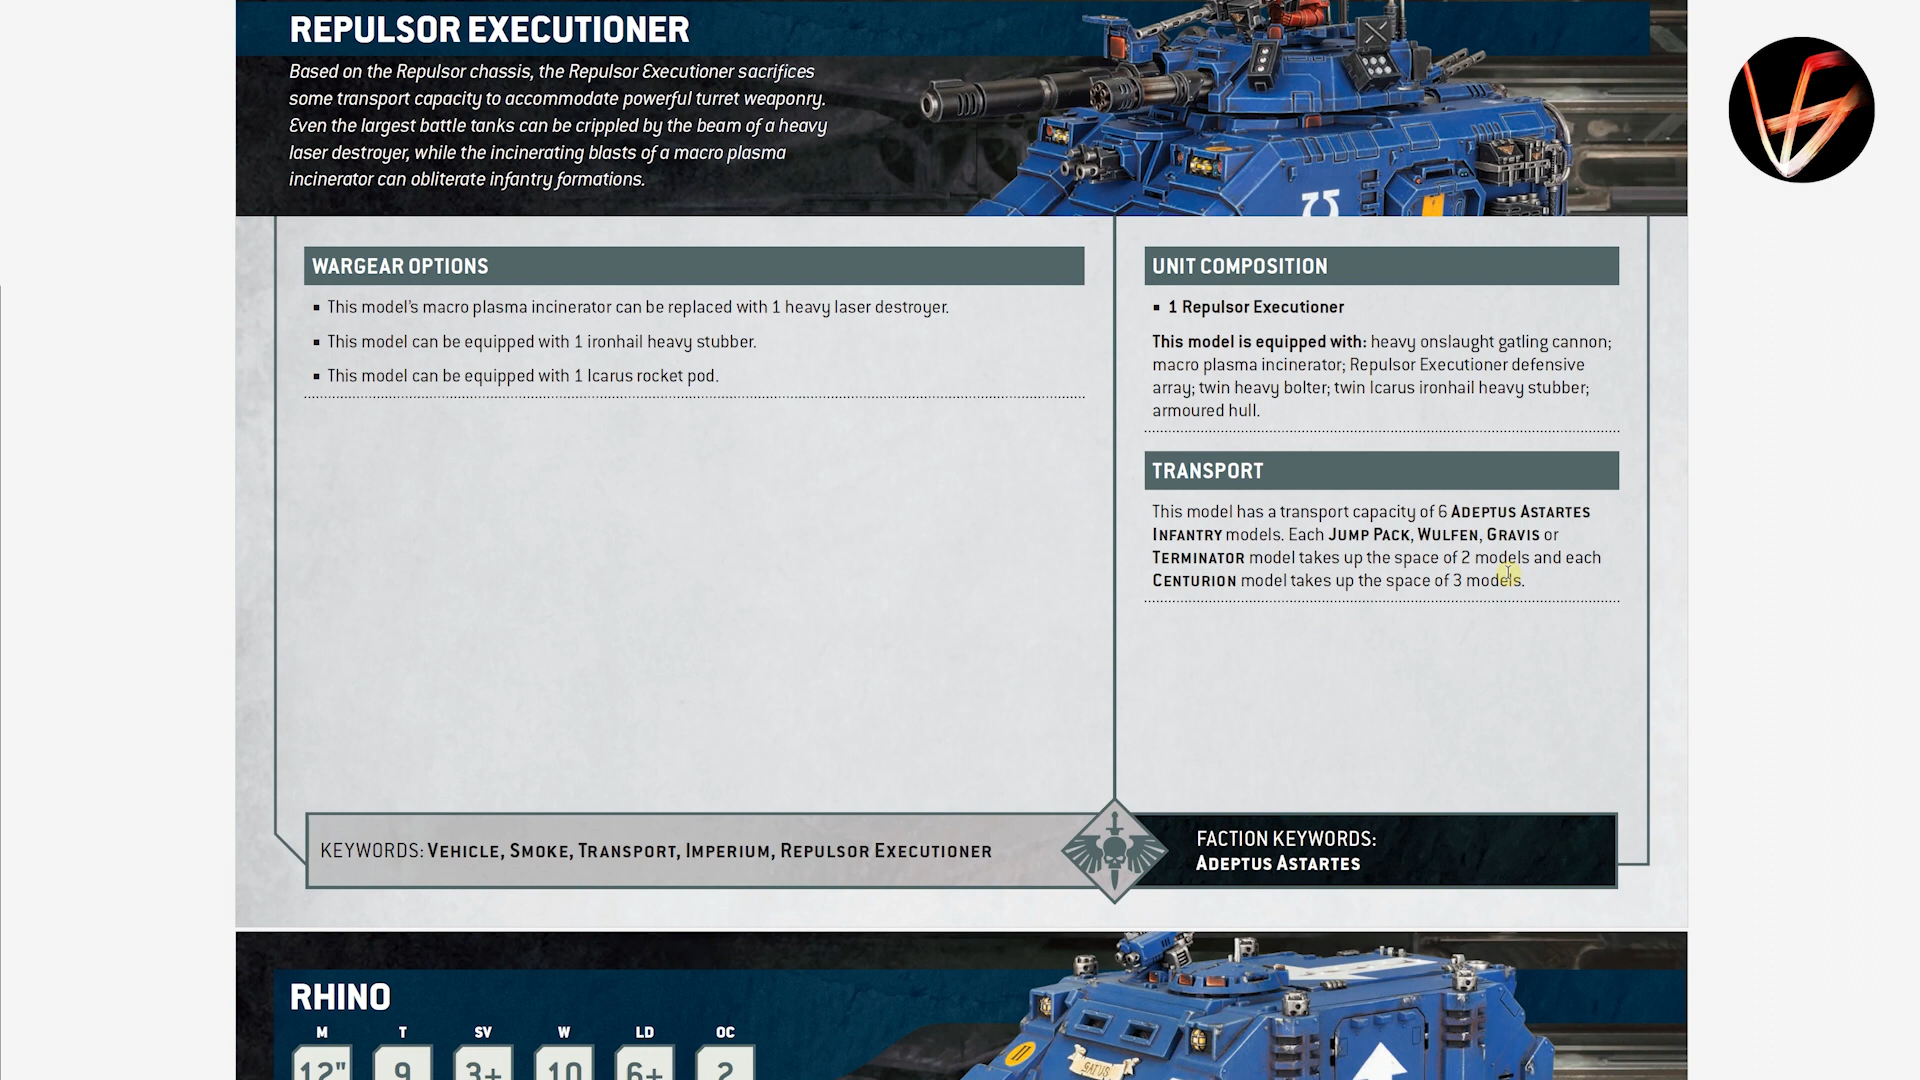 REPULSOR EXECUTIONER
Based on the Repulsor chassis, the Repulsor Executioner sacrifices
some transport capacity to accommodate powerful turret weaponry.
Even the largest battle tanks can be crippled by the beam of a heavy
laser destroyer, while the incinerating blasts of a macro plasma
incinerator can obliterate infantry formations.
WARGEAR OPTIONS
▪ This model's macro plasma incinerator can be replaced with 1 heavy laser destroyer.
▪ This model can be equipped with 1 ironhail heavy stubber.
▪ This model can be equipped with 1 Icarus rocket pod.
UNIT COMPOSITION
▪ 1 Repulsor Executioner
This model is equipped with: heavy onslaught gatling cannon;
macro plasma incinerator; Repulsor Executioner defensive
array; twin heavy bolter; twin Icarus ironhail heavy stubber;
armoured hull.
TRANSPORT
This model has a transport capacity of 6 ADEPTUS ASTARTES
INFANTRY models. Each JUMP PACK, WULFEN, GRAVIS or
TERMINATOR model takes up the space of 2 models and each
CENTURION model takes up the space of 3 models.
KEYWORDS: VEHICLE, SMOKE, TRANSPORT, IMPERIUM, REPULSOR EXECUTIONER
FACTION KEYWORDS:
ADEPTUS ASTARTES
RHINO
M T SV W LD OC
12" 9 3+ 10 6+ 2